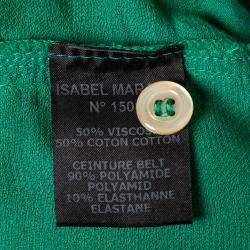 ISABEL MAR
N° 150
50% VISCOS
50% COTON COTTON
CEINTURE BELT
90% POLYAMIDE
POLYAMID
10% ELASTHANNE
ELASTANE